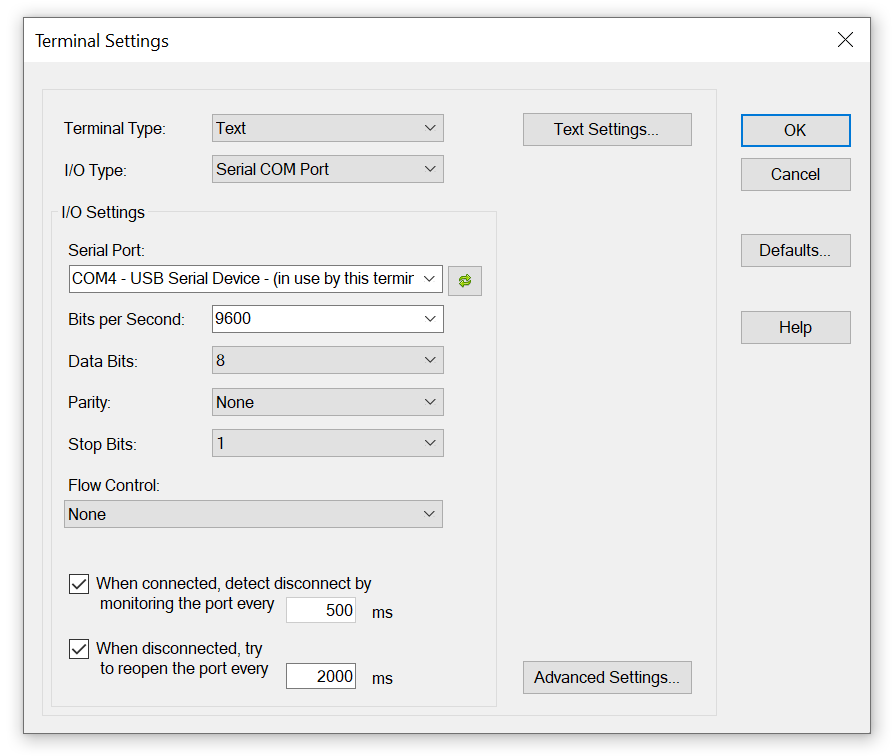 Terminal Settings
Terminal Type:
Text
Text Settings...
OK
I/O Type:
Serial COM Port
Cancel
I/O Settings
Serial Port:
COM4 - USB Serial Device - (in use by this termir
Defaults...
Bits per Second:
9600
Help
Data Bits:
8
Parity:
None
Stop Bits:
1
Flow Control:
None
When connected, detect disconnect by
monitoring the port every
500
ms
When disconnected, try
to reopen the port every
2000
ms
Advanced Settings...